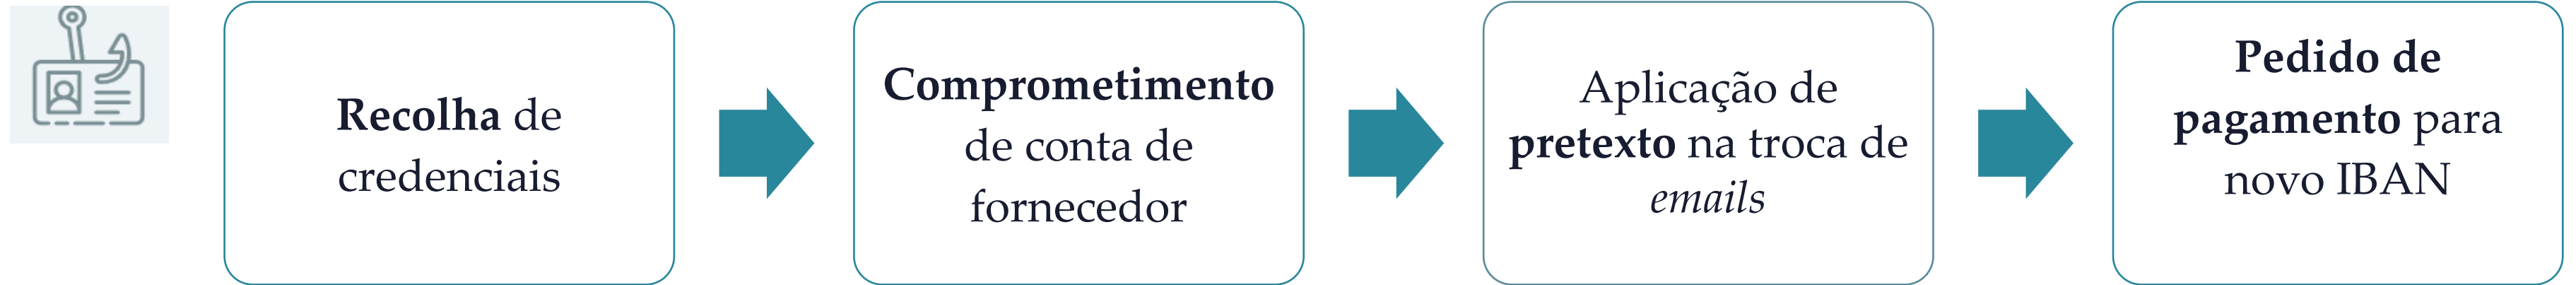 Recolha de
credenciais
Comprometimento
de conta de
fornecedor
Aplicação de
pretexto na troca de
emails
Pedido de
pagamento para
novo IBAN